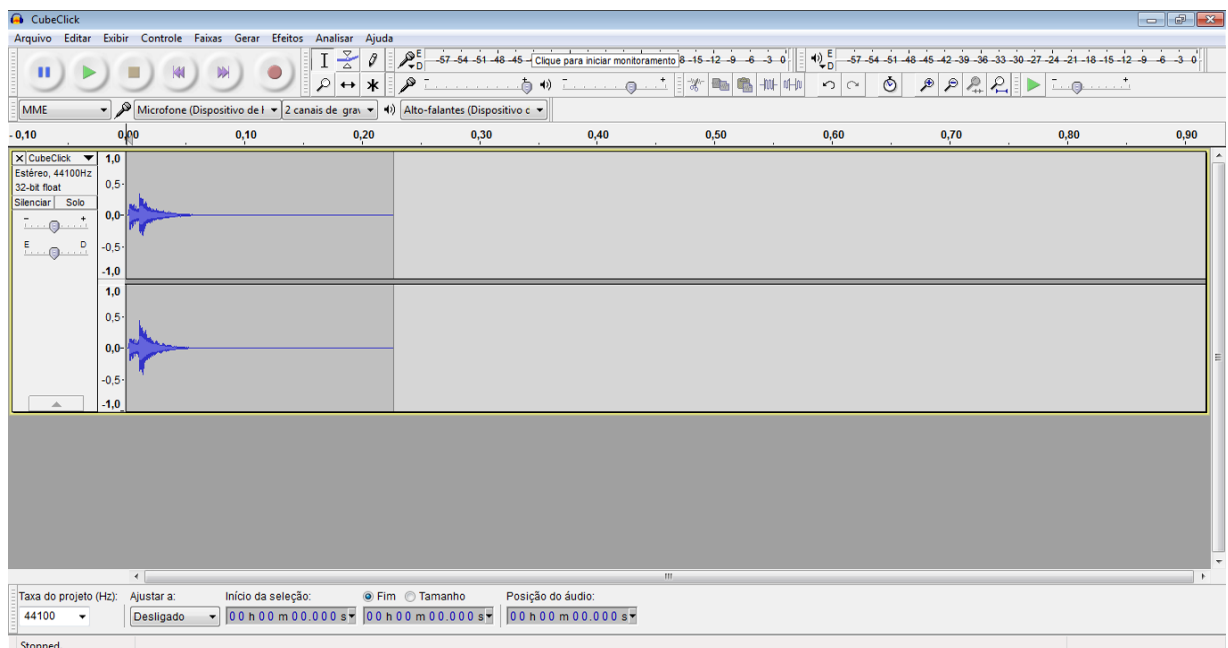 CubeClick
Arquivo Editar Exibir Controle Faixas Gerar Efeitos Analisar Ajuda
E D -57 -54 -51 -48 -45 Clique para iniciar monitoramento 8 -15 -12 -9 -6 -3 0
E D -57 -54 -51 -48 -45 -42 -39 -36 -33 -30 -27 -24 -21 -18 -15 -12 -9 -6 -3 0
MME Microfone (Dispositivo de 2 canais de Alto-falantes (Dispositivo
-0,10 0,00 0,10 0,20 0,30 0,40 0,50 0,60 0,70 0,80 0,90
X CubeClick
Estéreo, 44100Hz
32-bit float
Silenciar Solo
- +
E D
1,0
0,5
0,0
-0,5
-1,0
1,0
0,5
0,0
-0,5
-1,0
Taxa do projeto (Hz): Ajustar a: Início da seleção: Fim Tamanho Posição do áudio:
44100 Desligado 00 h 00 m 00.000 s 00 h 00 m 00.000 s 00 h 00 m 00.000 s
Stopped